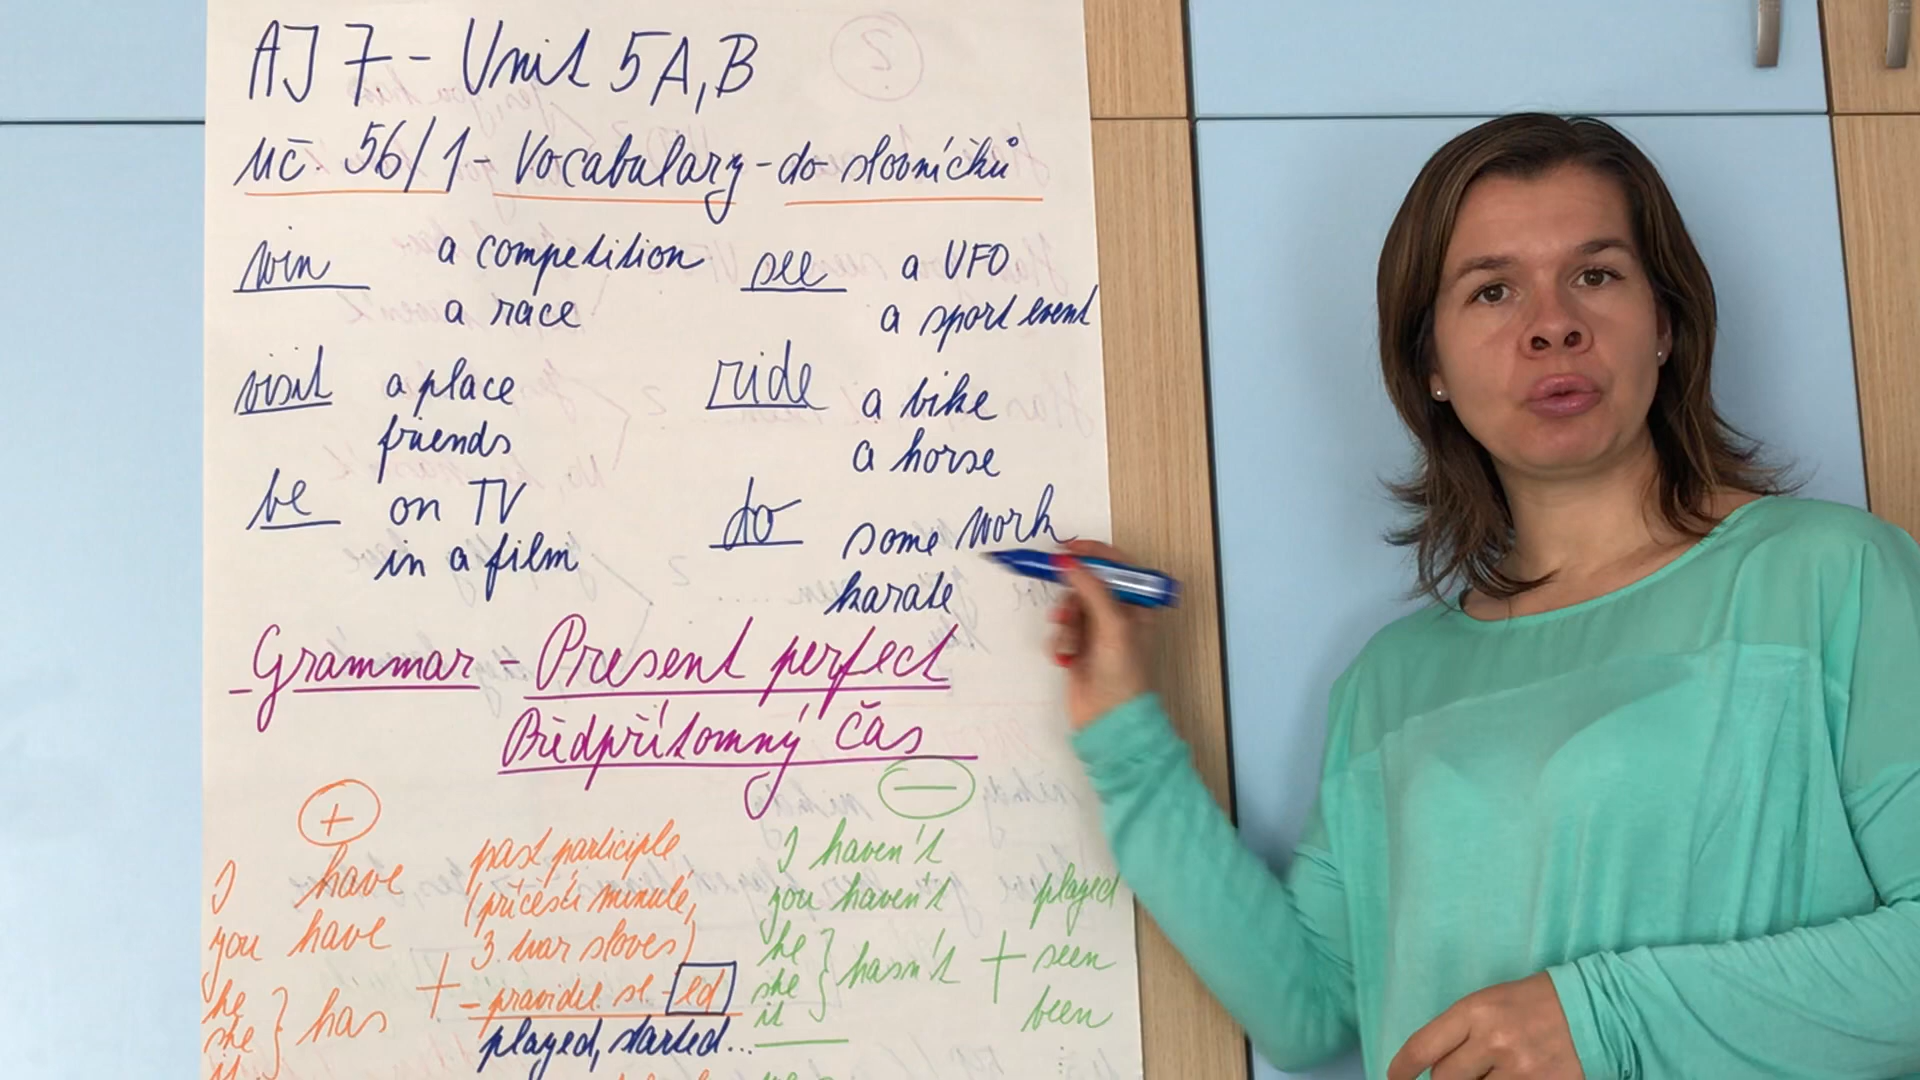 AJ 7 - Unit 5A, B
uč. 56/1 - Vocabulary - do slovníčků
win a competition
a race
see a UFO
a sport event
visit a place
friends
ride a bike
a horse
be on TV
in a film
do some work
karate
Grammar - Present perfect
Předpřítomný čas
+
I have
you have
he
she
it
has
+
past participle
(příčestí minulé,
3. tvar sloves)
- pravidel. sl. -ed
played, started...
−
I haven't
you haven't
he
she
it
hasn't
+
played
seen
been